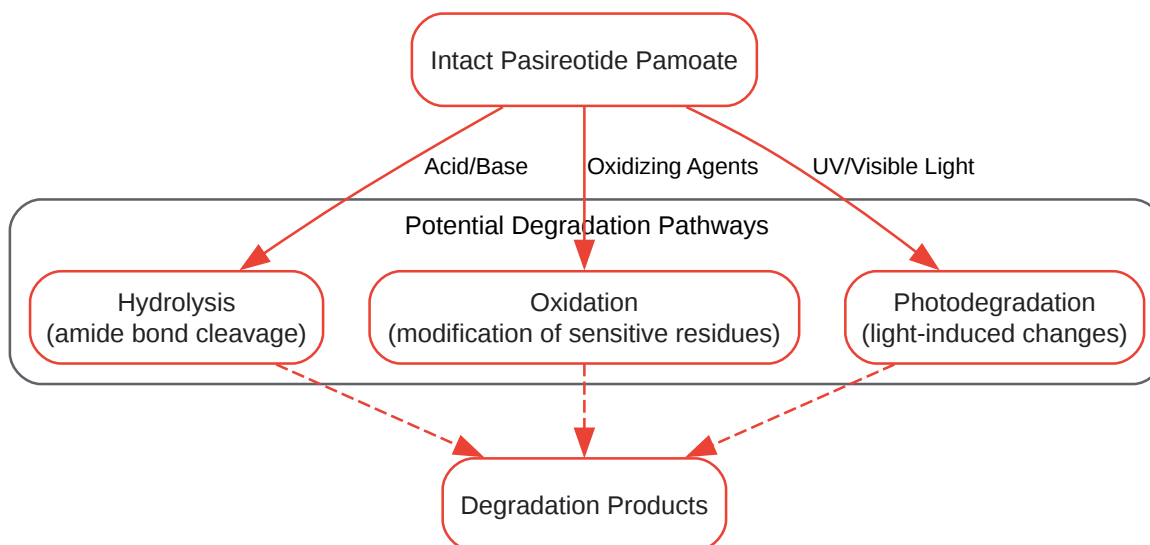 Intact Pasireotide Pamoate
Acid/Base
Oxidizing Agents
UV/Visible Light
Potential Degradation Pathways
Hydrolysis
(amide bond cleavage)
Oxidation
(modification of sensitive residues)
Photodegradation
(light-induced changes)
Degradation Products